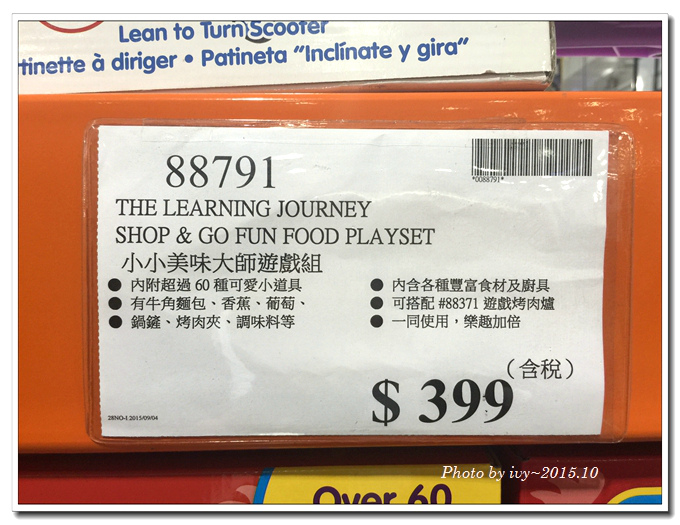 Lean to Turn Scooter
tinette à diriger • Patineta "Inclínate y gira"
88791
*0088791*
THE LEARNING JOURNEY
SHOP & GO FUN FOOD PLAYSET
小小美味大師遊戲組
● 內附超過 60 種可愛小道具
● 有牛角麵包、香蕉、葡萄、
● 鍋鏟、烤肉夾、調味料等
● 內含各種豐富食材及廚具
● 可搭配 #88371 遊戲烤肉爐
● 一同使用，樂趣加倍
（含稅）
$ 399
28NO-1 2015/09/04
Photo by ivy~2015.10
Over 60